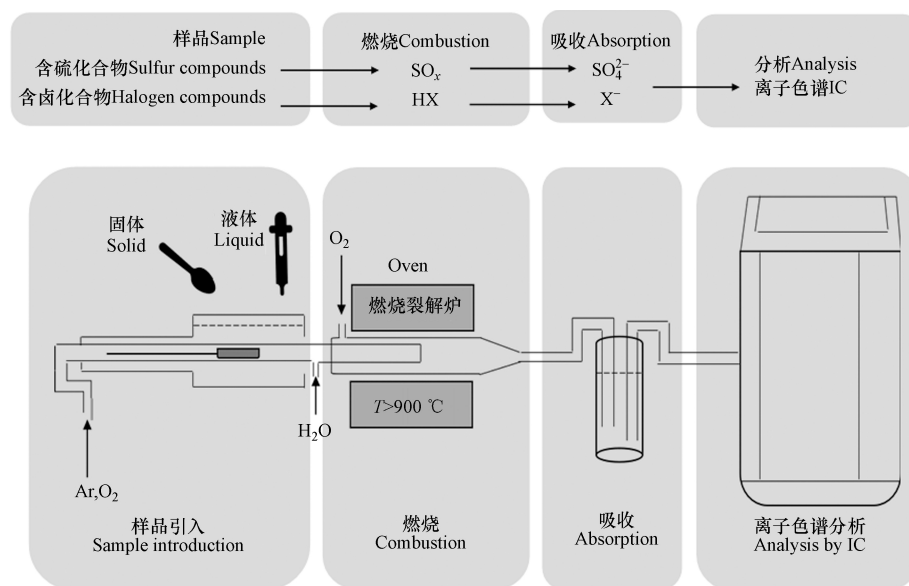 样品Sample
含硫化合物Sulfur compounds
含卤化合物Halogen compounds
燃烧Combustion
SOₓ
HX
吸收Absorption
SO₄²⁻
X⁻
分析Analysis
离子色谱IC
固体
Solid
液体
Liquid
O₂
Oven
燃烧裂解炉
T>900 ℃
H₂O
Ar,O₂
样品引入
Sample introduction
燃烧
Combustion
吸收
Absorption
离子色谱分析
Analysis by IC